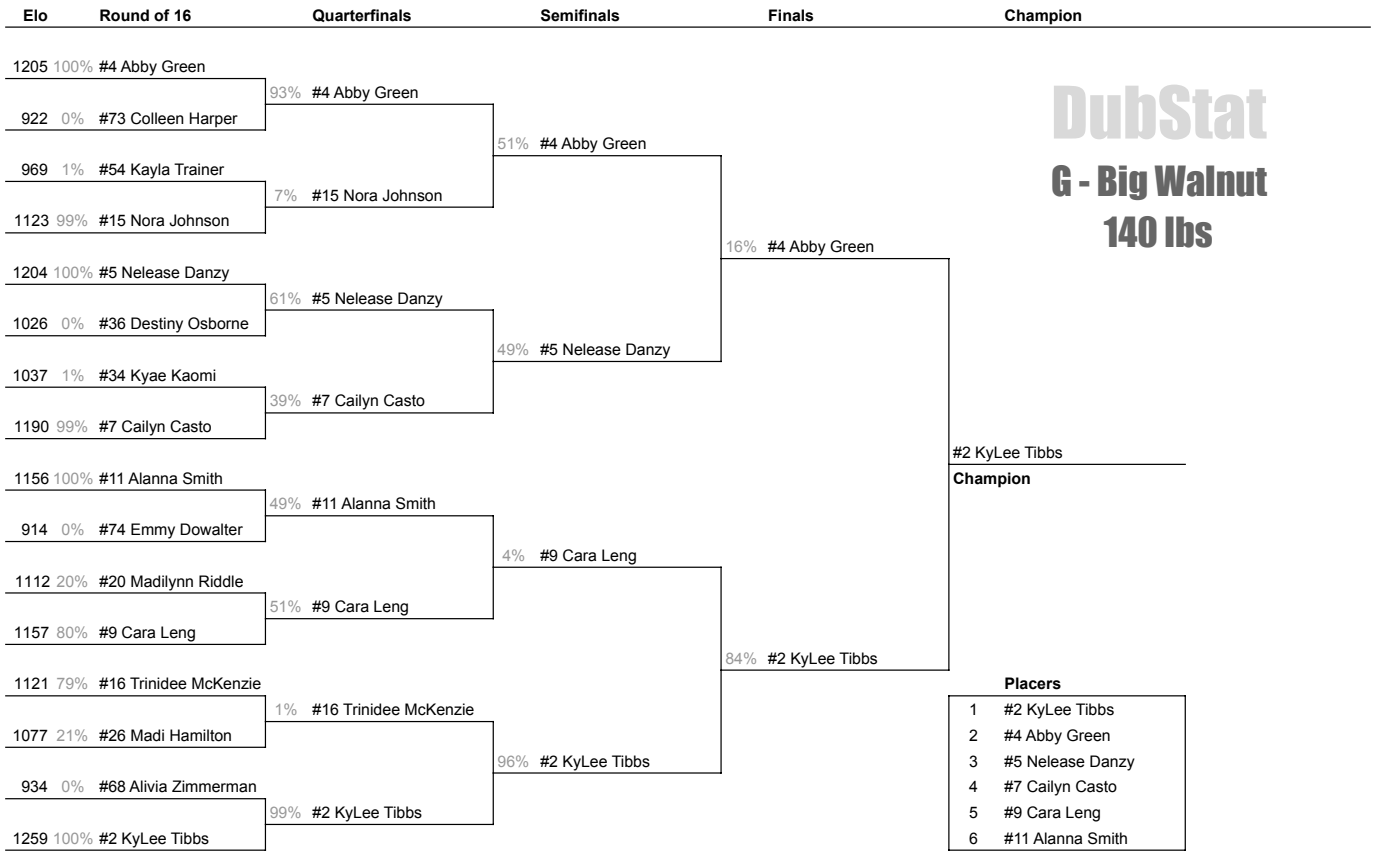 Elo Round of 16 Quarterfinals Semifinals Finals Champion
1205 100% #4 Abby Green
93% #4 Abby Green
DubStat
922 0% #73 Colleen Harper
51% #4 Abby Green
969 1% #54 Kayla Trainer
G - Big Walnut
7% #15 Nora Johnson
1123 99% #15 Nora Johnson
140 lbs
16% #4 Abby Green
1204 100% #5 Nelease Danzy
61% #5 Nelease Danzy
1026 0% #36 Destiny Osborne
49% #5 Nelease Danzy
1037 1% #34 Kyae Kaomi
39% #7 Cailyn Casto
1190 99% #7 Cailyn Casto
#2 KyLee Tibbs
1156 100% #11 Alanna Smith
Champion
49% #11 Alanna Smith
914 0% #74 Emmy Dowalter
4% #9 Cara Leng
1112 20% #20 Madilynn Riddle
51% #9 Cara Leng
1157 80% #9 Cara Leng
84% #2 KyLee Tibbs
1121 79% #16 Trinidee McKenzie
Placers
1% #16 Trinidee McKenzie
1 #2 KyLee Tibbs
1077 21% #26 Madi Hamilton
2 #4 Abby Green
96% #2 KyLee Tibbs
3 #5 Nelease Danzy
934 0% #68 Alivia Zimmerman
4 #7 Cailyn Casto
99% #2 KyLee Tibbs
5 #9 Cara Leng
1259 100% #2 KyLee Tibbs
6 #11 Alanna Smith